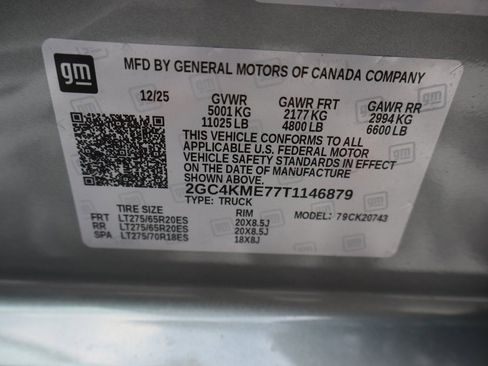 gm
MFD BY GENERAL MOTORS OF CANADA COMPANY
12/25 GVWR GAWR FRT GAWR RR
5001 KG 2177 KG 2994 KG
11025 LB 4800 LB 6600 LB
THIS VEHICLE CONFORMS TO ALL
APPLICABLE U.S. FEDERAL MOTOR
VEHICLE SAFETY STANDARDS IN EFFECT
ON THE DATE OF MANUFACTURE
SHOWN ABOVE.
2GC4KME77T1146879
TYPE: TRUCK
TIRE SIZE RIM MODEL: 79CK20743
FRT LT275/65R20ES 20X8.5J
RR LT275/65R20ES 20X8.5J
SPA LT275/70R18ES 18X8J